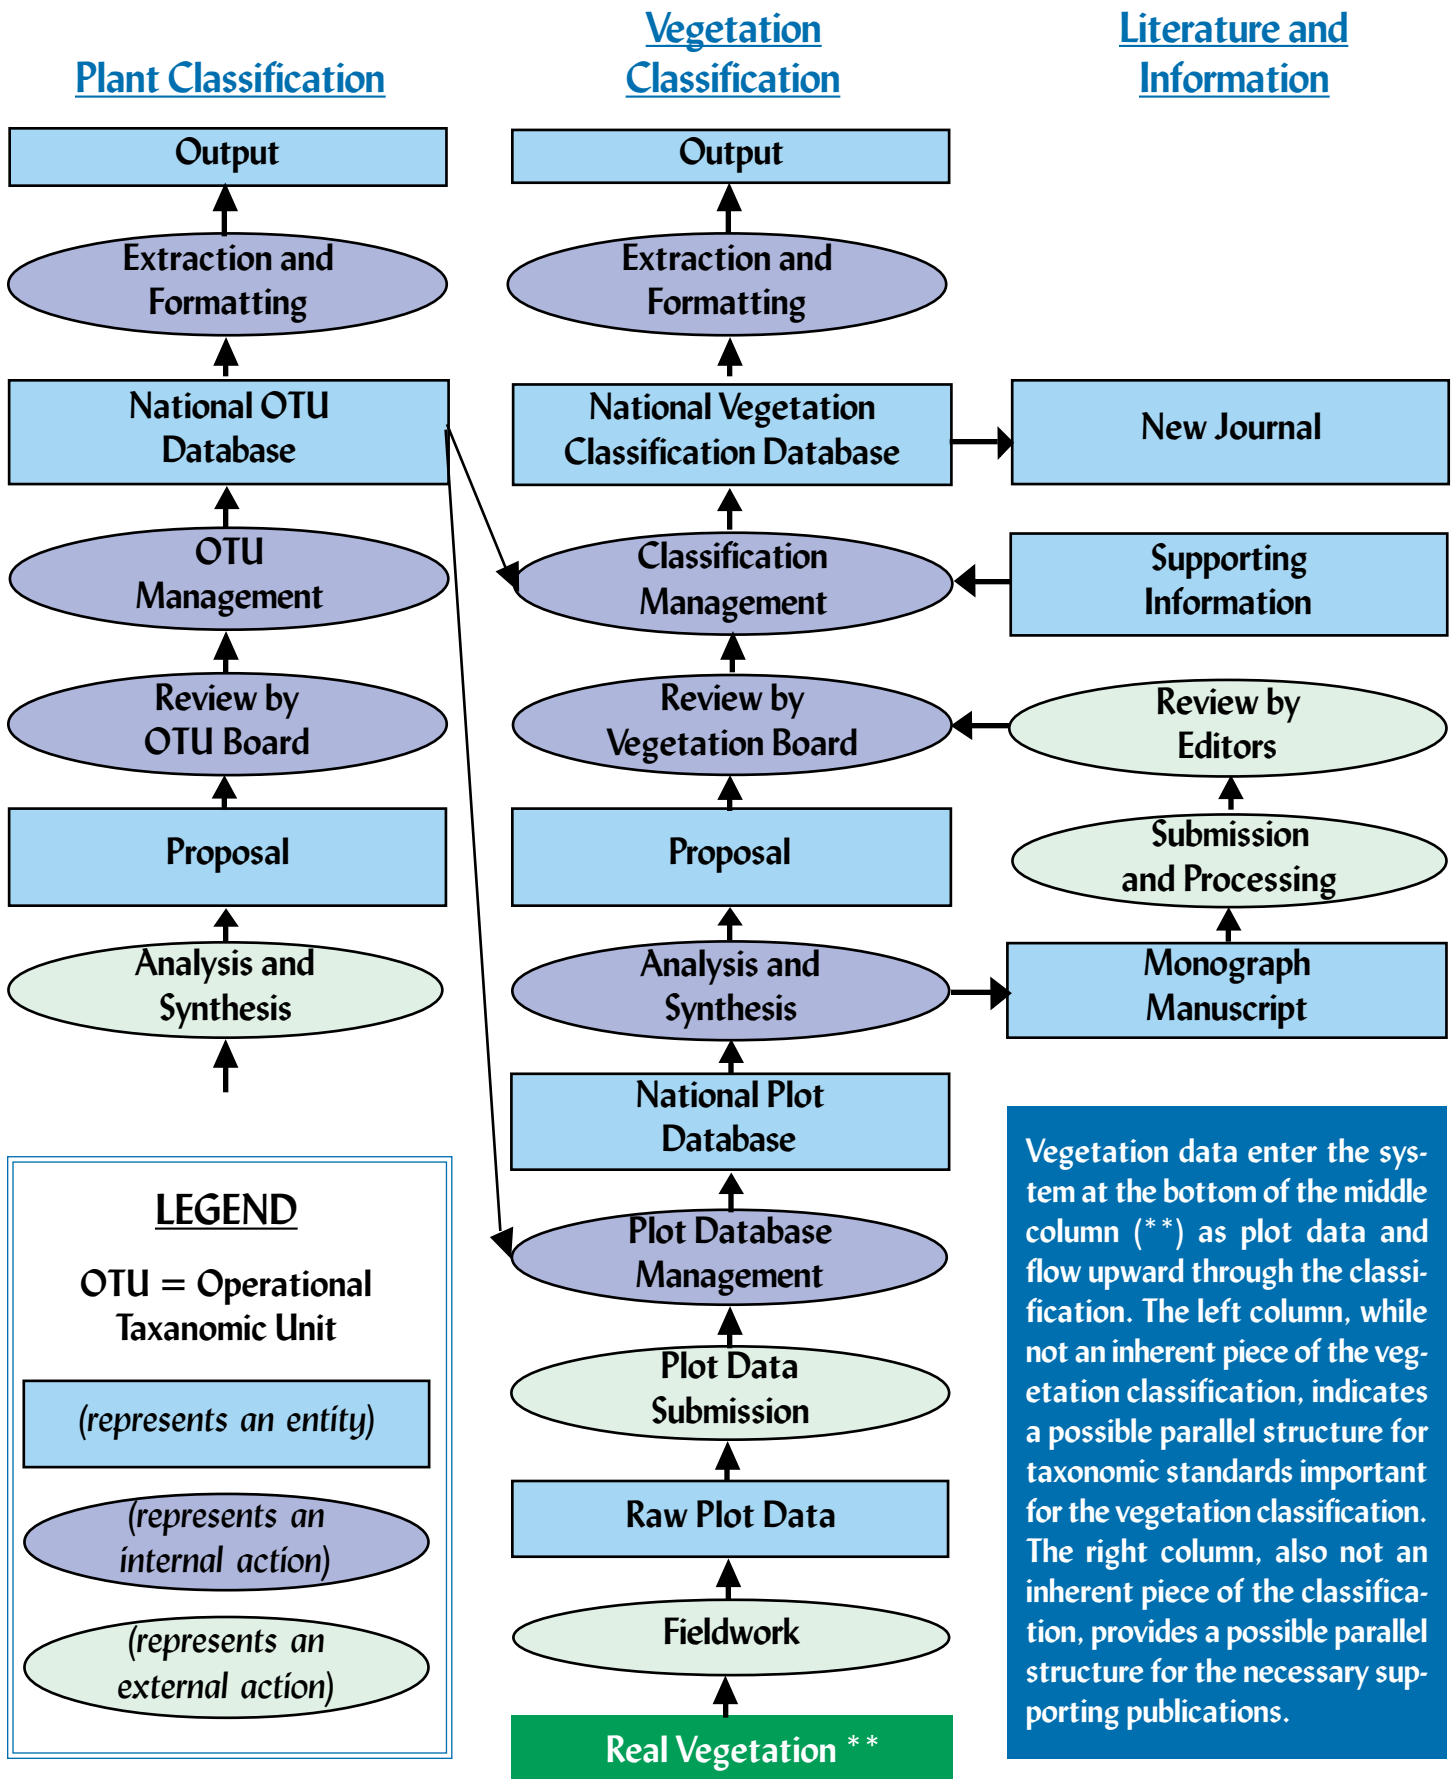 Plant Classification
Output
Extraction and
Formatting
National OTU
Database
OTU
Management
Review by
OTU Board
Proposal
Analysis and
Synthesis
LEGEND
OTU = Operational
Taxanomic Unit
(represents an entity)
(represents an
internal action)
(represents an
external action)
Vegetation
Classification
Output
Extraction and
Formatting
National Vegetation
Classification Database
Classification
Management
Review by
Vegetation Board
Proposal
Analysis and
Synthesis
National Plot
Database
Plot Database
Management
Plot Data
Submission
Raw Plot Data
Fieldwork
Real Vegetation **
Literature and
Information
New Journal
Supporting
Information
Review by
Editors
Submission
and Processing
Monograph
Manuscript
Vegetation data enter the sys-
tem at the bottom of the middle
column (**) as plot data and
flow upward through the classi-
fication. The left column, while
not an inherent piece of the veg-
etation classification, indicates
a possible parallel structure for
taxonomic standards important
for the vegetation classification.
The right column, also not an
inherent piece of the classifica-
tion, provides a possible parallel
structure for the necessary sup-
porting publications.